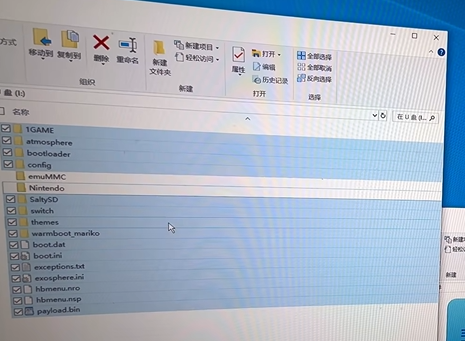 方式
移动到 复制到
删除
重命名
新建
文件夹
新建项目
轻松访问
属性
打开
编辑
历史记录
全部选择
全部取消
反向选择
组织
新建
打开
选择
盘 (I:)
在 U 盘 (I...
名称
1GAME
atmosphere
bootloader
config
emuMMC
Nintendo
SaltySD
switch
themes
warmboot_mariko
boot.dat
boot.ini
exceptions.txt
exosphere.ini
hbmenu.nro
hbmenu.nsp
payload.bin
新建